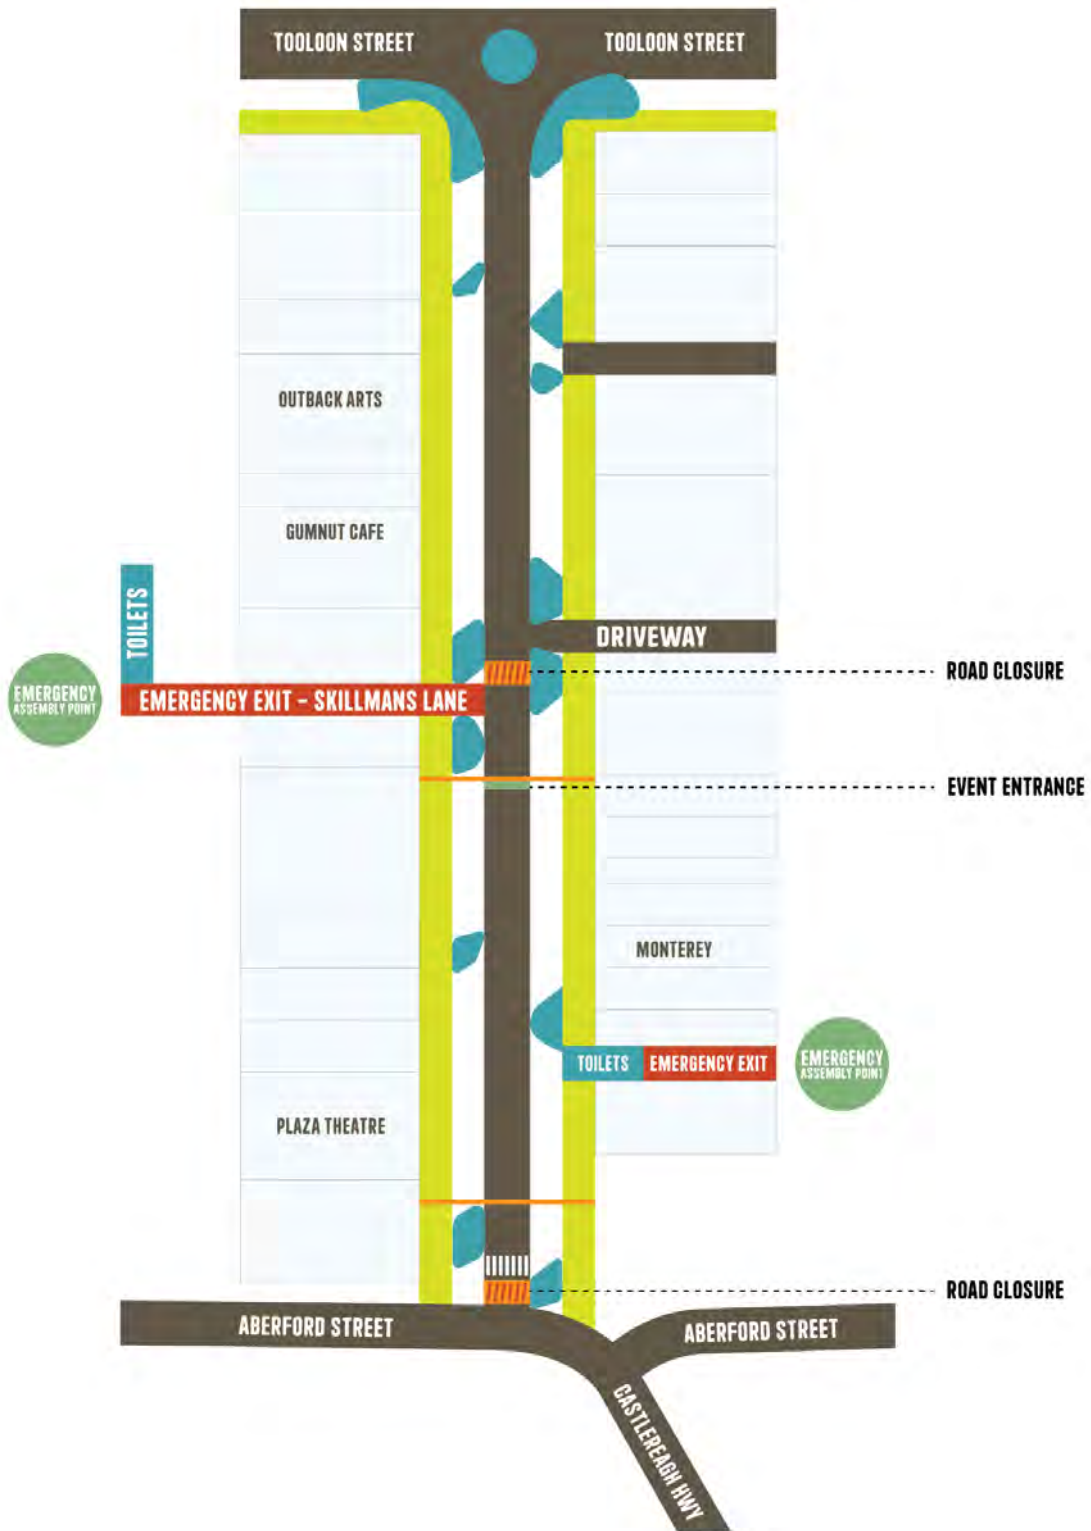 TOOLOON STREET
TOOLOON STREET
OUTBACK ARTS
GUMNUT CAFE
TOILETS
DRIVEWAY
ROAD CLOSURE
EMERGENCY
ASSEMBLY POINT
EMERGENCY EXIT - SKILLMANS LANE
EVENT ENTRANCE
MONTEREY
TOILETS
EMERGENCY EXIT
EMERGENCY
ASSEMBLY POINT
PLAZA THEATRE
ROAD CLOSURE
ABERFORD STREET
ABERFORD STREET
CASTLEREAGH HWY